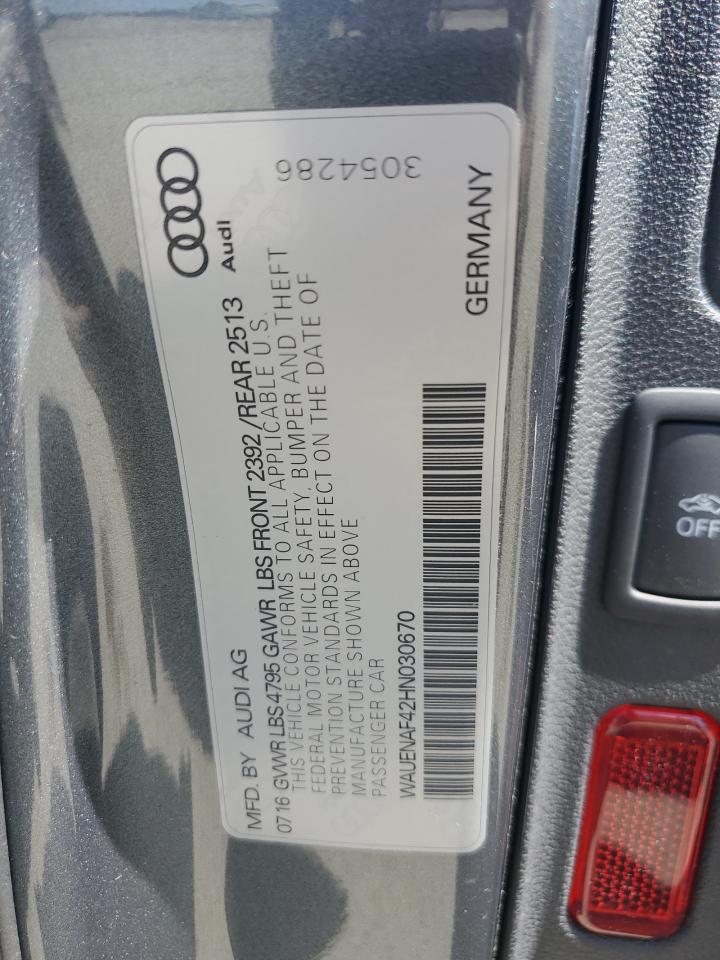 Audi
3054286
MFD. BY AUDI AG
0716 GVWR LBS 4795 GAWR LBS FRONT 2392 /REAR 2513
THIS VEHICLE CONFORMS TO ALL APPLICABLE U.S.
FEDERAL MOTOR VEHICLE SAFETY, BUMPER AND THEFT
PREVENTION STANDARDS IN EFFECT ON THE DATE OF
MANUFACTURE SHOWN ABOVE
PASSENGER CAR
WAUENAF42HN030670
GERMANY
OFF